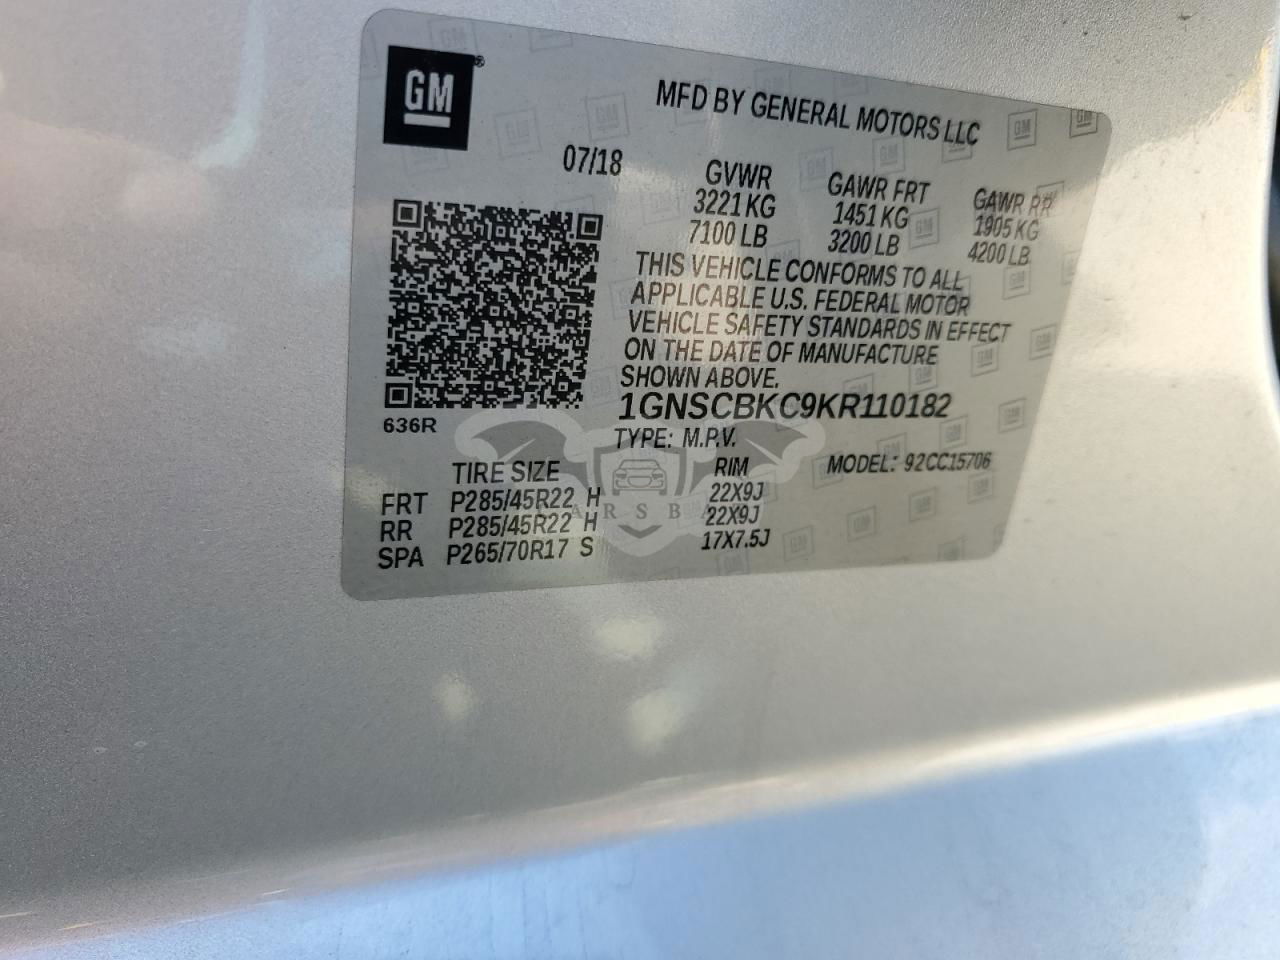 GM®
MFD BY GENERAL MOTORS LLC
07/18
GVWR GAWR FRT GAWR RR
3221 KG 1451 KG 1905 KG
7100 LB 3200 LB 4200 LB
THIS VEHICLE CONFORMS TO ALL
APPLICABLE U.S. FEDERAL MOTOR
VEHICLE SAFETY STANDARDS IN EFFECT
ON THE DATE OF MANUFACTURE
SHOWN ABOVE.
1GNSCBKC9KR110182
636R
TYPE: M.P.V.
MODEL: 92CC15706
TIRE SIZE RIM
FRT P285/45R22 H 22X9J
RR P285/45R22 H 22X9J
SPA P265/70R17 S 17X7.5J